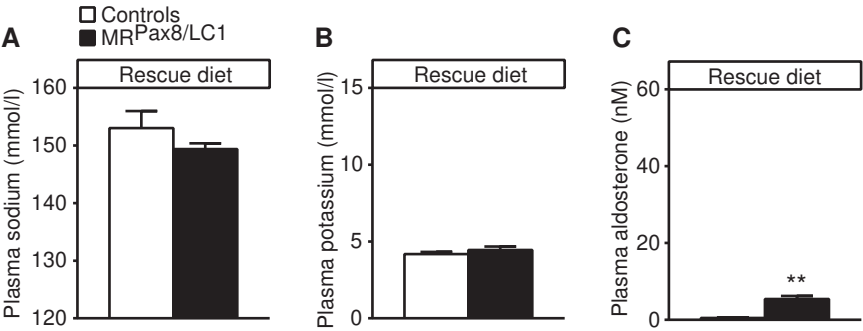 Controls
MRPax8/LC1
A
Rescue diet
Plasma sodium (mmol/l)
160
150
140
130
120
B
Rescue diet
Plasma potassium (mmol/l)
15
10
5
0
C
Rescue diet
Plasma aldosterone (nM)
60
40
20
0
**